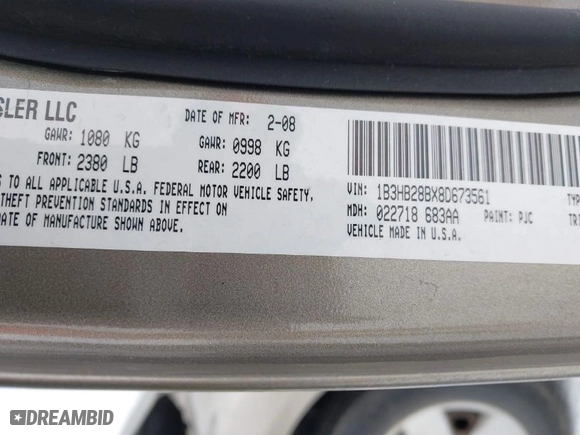 SLER LLC
DATE OF MFR: 2-08
GAWR: 1080 KG GAWR: 0998 KG
FRONT: 2380 LB REAR: 2200 LB
TO ALL APPLICABLE U.S.A. FEDERAL MOTOR VEHICLE SAFETY,
THEFT PREVENTION STANDARDS IN EFFECT ON
DATE OF MANUFACTURE SHOWN ABOVE.
VIN: 1B3HB28BX8D673561 TYP
MDH: 022718 683AA PAINT: PJC TRI
VEHICLE MADE IN U.S.A.
DREAMBID